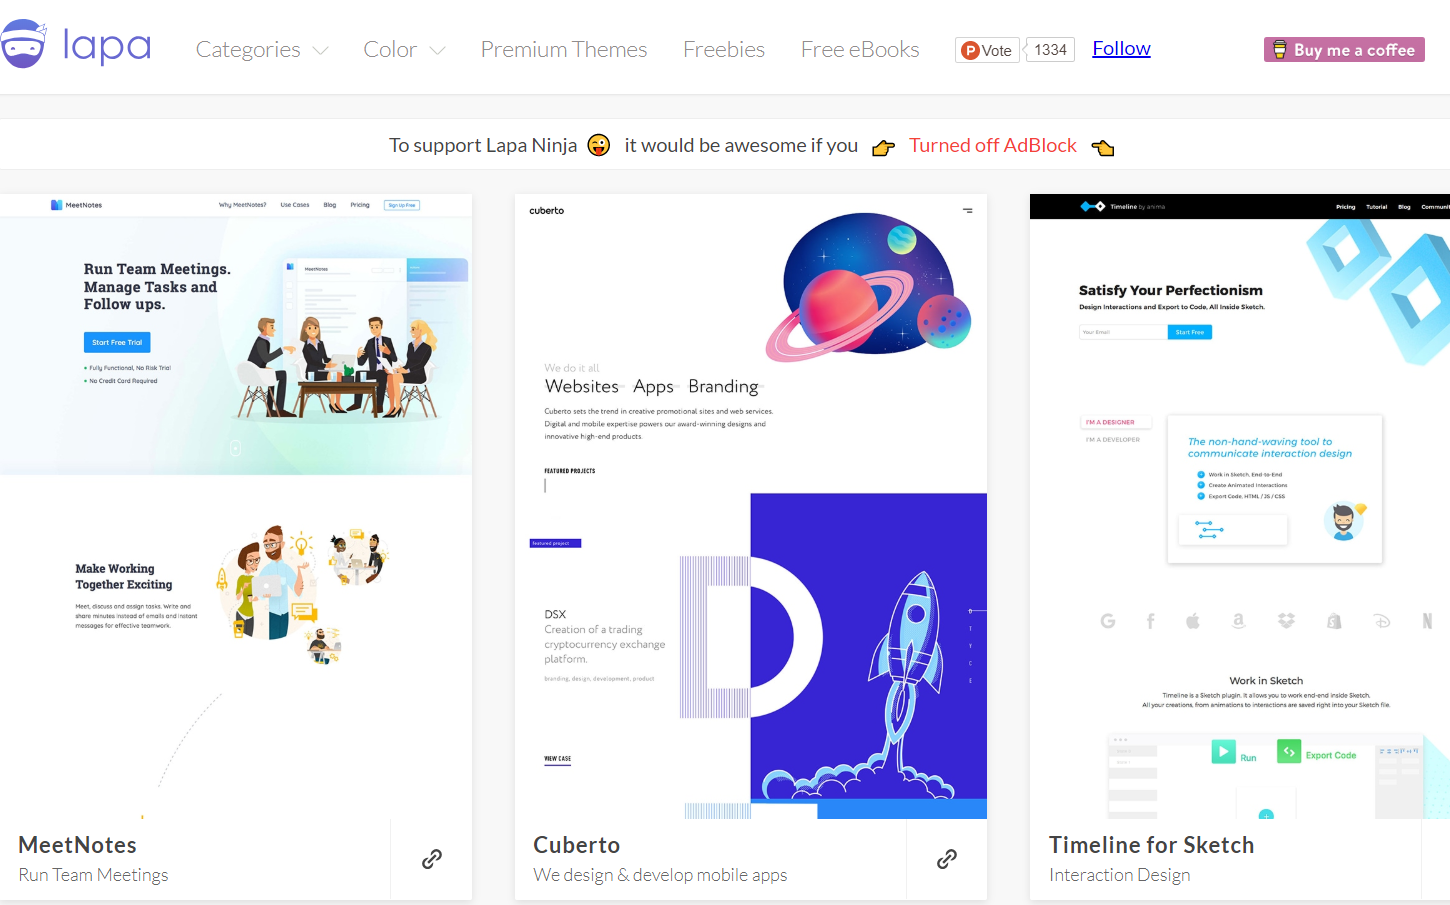 lapa
Categories
Color
Premium Themes
Freebies
Free eBooks
P Vote
1334
Follow
Buy me a coffee
To support Lapa Ninja it would be awesome if you Turned off AdBlock
MeetNotes
Why MeetNotes? Use Cases Blog Pricing Sign Up Free
Run Team Meetings.
Manage Tasks and
Follow ups.
MeetNotes
Start Free Trial
Fully Functional, No Risk Trial
No Credit Card Required
Make Working
Together Exciting
Meet, discuss and assign tasks. Write and
share minutes instead of emails and instant
messages for effective teamwork.
MeetNotes
Run Team Meetings
cuberto
We do it all
Websites Apps Branding
Cuberto sets the trend in creative promotional sites and web services.
Digital and mobile expertise powers our award-winning designs and
innovative high-end products.
FEATURED PROJECTS
featured project
DSX
Creation of a trading
cryptocurrency exchange
platform.
branding, design, development, product
VIEW CASE
D
T
Y
C
E
Cuberto
We design & develop mobile apps
Timeline by anima
Pricing Tutorial Blog Communit
Satisfy Your Perfectionism
Design Interactions and Export to Code, All Inside Sketch.
Your Email
Start Free
I'M A DESIGNER
I'M A DEVELOPER
The non-hand-waving tool to
communicate interaction design
Work in Sketch, End-to-End
Create Animated Interactions
Export Code, HTML / JS / CSS
Work in Sketch
Timeline is a Sketch plugin. It allows you to work end-end inside Sketch.
All your creations, from animations to interactions are saved right into your Sketch file.
Run
Export Code
Timeline for Sketch
Interaction Design